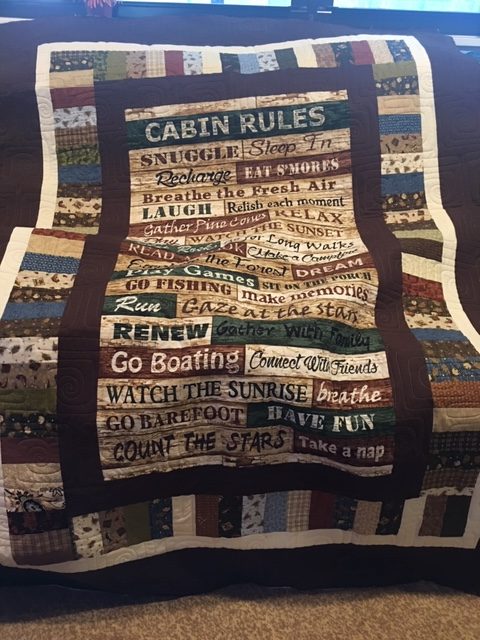 CABIN RULES
SNUGGLE Sleep In
Recharge EAT S'MORES
Breathe the Fresh Air
LAUGH Relish each moment
Gather Pine Cones RELAX
Play WATCH THE SUNSET
READ Long Walks
the Forest DREAM
Play Games SIT ON THE PORCH
GO FISHING make memories
Run Gaze at the Stars
RENEW Gather With Family
Go Boating Connect With Friends
WATCH THE SUNRISE breathe
GO BAREFOOT HAVE FUN
COUNT THE STARS Take a nap